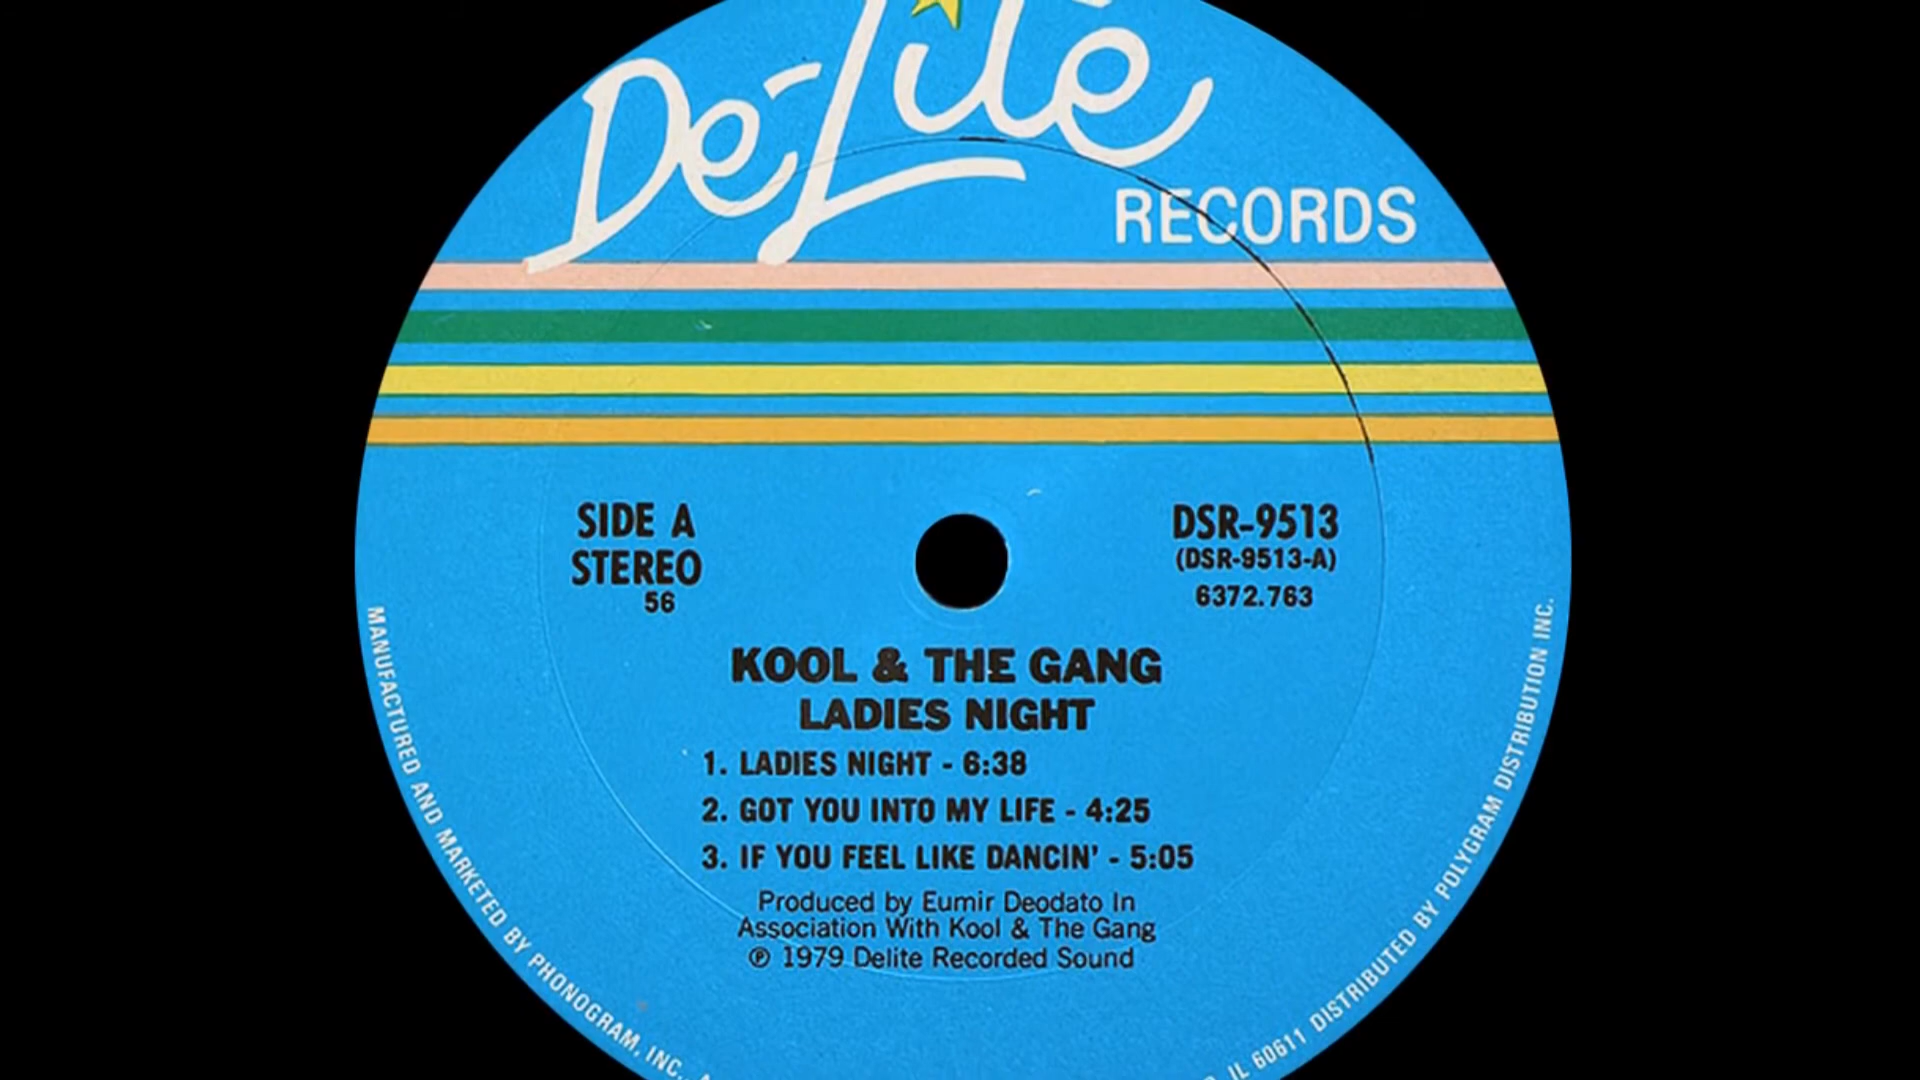 De-Lite
RECORDS
SIDE A
STEREO
56
DSR-9513
(DSR-9513-A)
6372.763
KOOL & THE GANG
LADIES NIGHT
1. LADIES NIGHT - 6:38
2. GOT YOU INTO MY LIFE - 4:25
3. IF YOU FEEL LIKE DANCIN' - 5:05
Produced by Eumir Deodato In
Association With Kool & The Gang
℗ 1979 Delite Recorded Sound
MANUFACTURED AND MARKETED BY PHONOGRAM, INC.,
IL 60611 DISTRIBUTED BY POLYGRAM DISTRIBUTION INC.